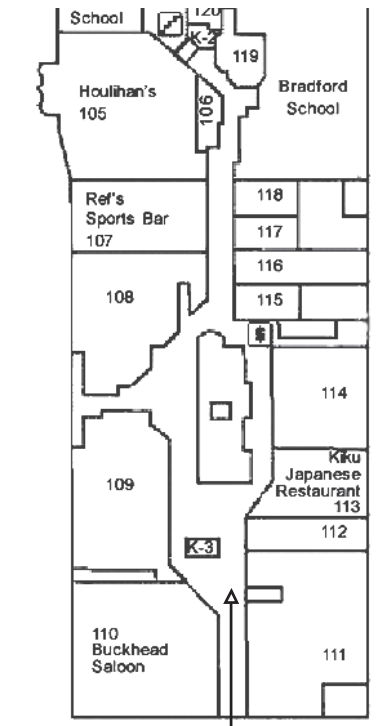 School
120
K-2
119
Houlihan's
105
106
Bradford
School
Ref's
Sports Bar
107
118
117
116
115
108
$
114
Kiku
Japanese
Restaurant
113
109
112
K-3
110
Buckhead
Saloon
111